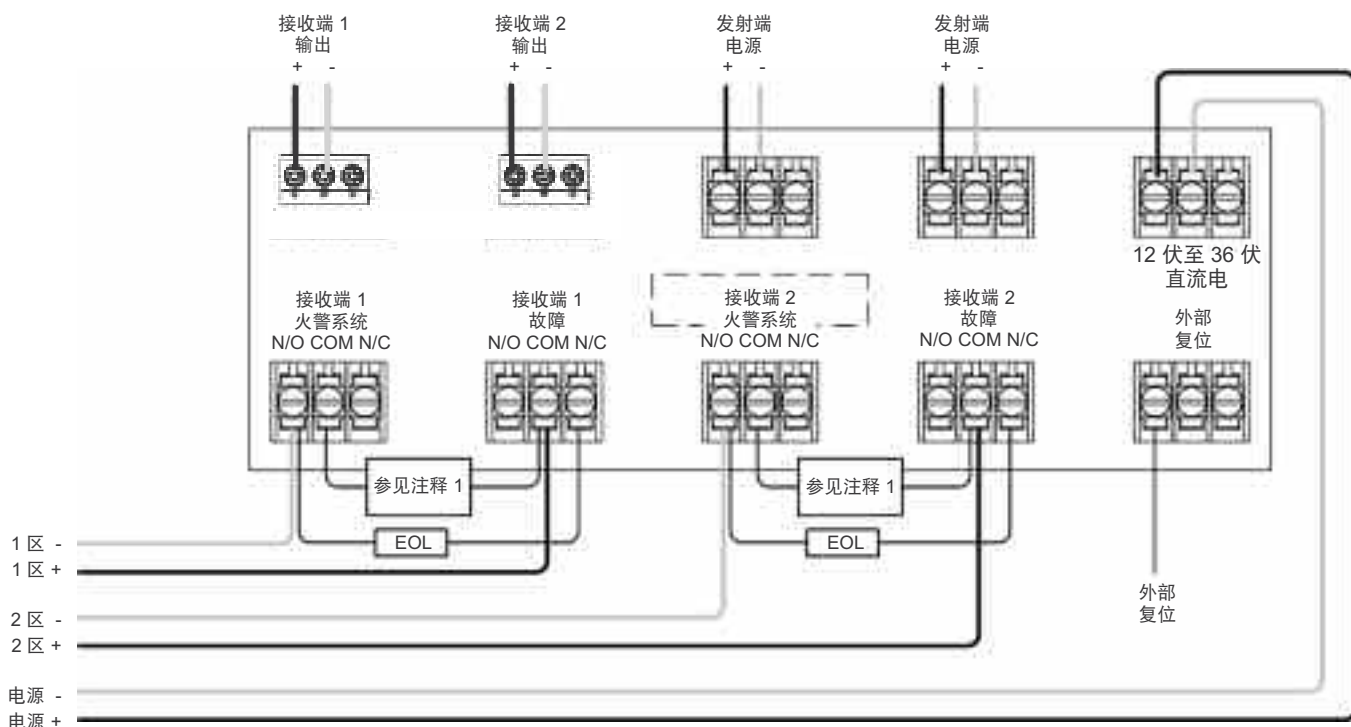 接收端 1
输出
+ -
接收端 2
输出
+ -
发射端
电源
+ -
发射端
电源
+ -
12 伏至 36 伏
直流电
接收端 1
火警系统
N/O COM N/C
接收端 1
故障
N/O COM N/C
接收端 2
火警系统
N/O COM N/C
接收端 2
故障
N/O COM N/C
外部
复位
参见注释 1
EOL
参见注释 1
EOL
1 区 -
1 区 +
2 区 -
2 区 +
电源 -
电源 +
外部
复位